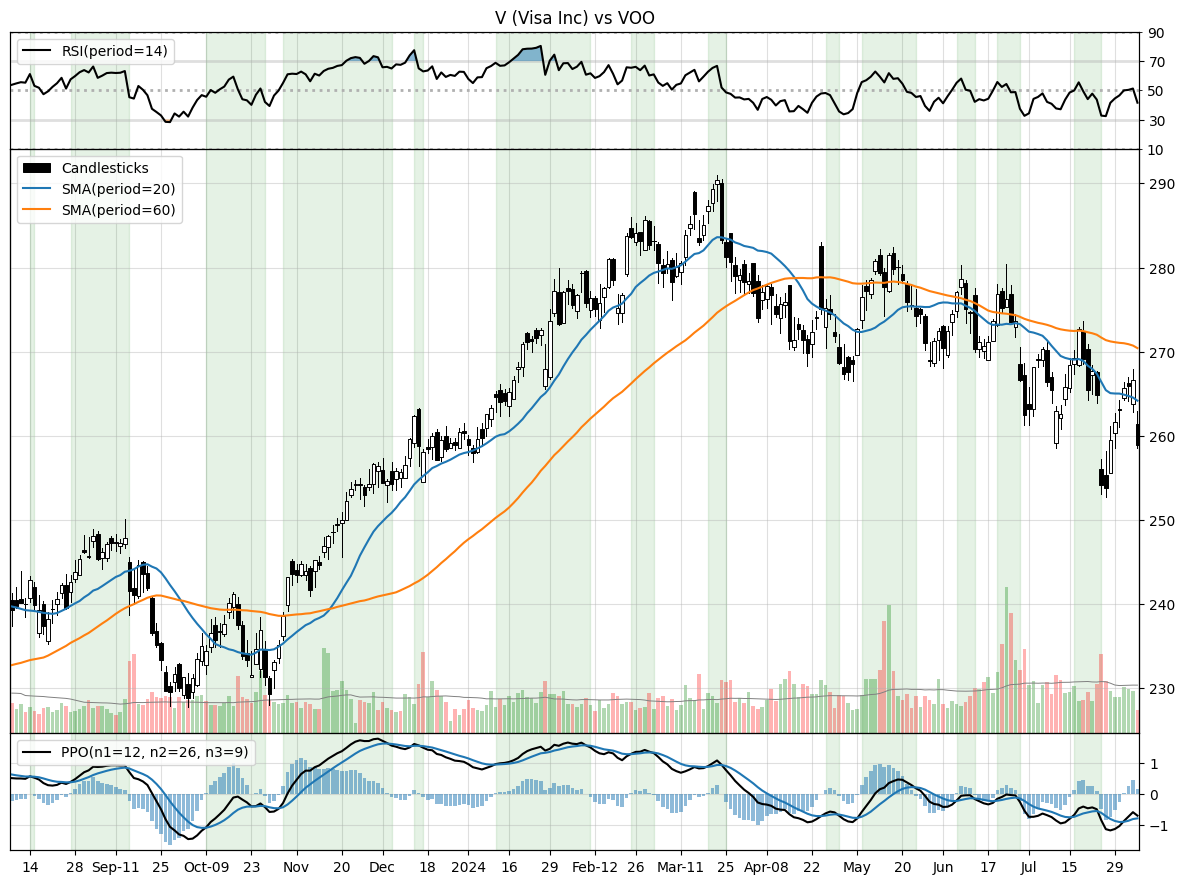 V (Visa Inc) vs VOO
RSI(period=14)
90
70
50
30
10
Candlesticks
SMA(period=20)
SMA(period=60)
290
280
270
260
250
240
230
PPO(n1=12, n2=26, n3=9)
1
0
−1
14 28 Sep-11 25 Oct-09 23 Nov 20 Dec 18 2024 16 29 Feb-12 26 Mar-11 25 Apr-08 22 May 20 Jun 17 Jul 15 29